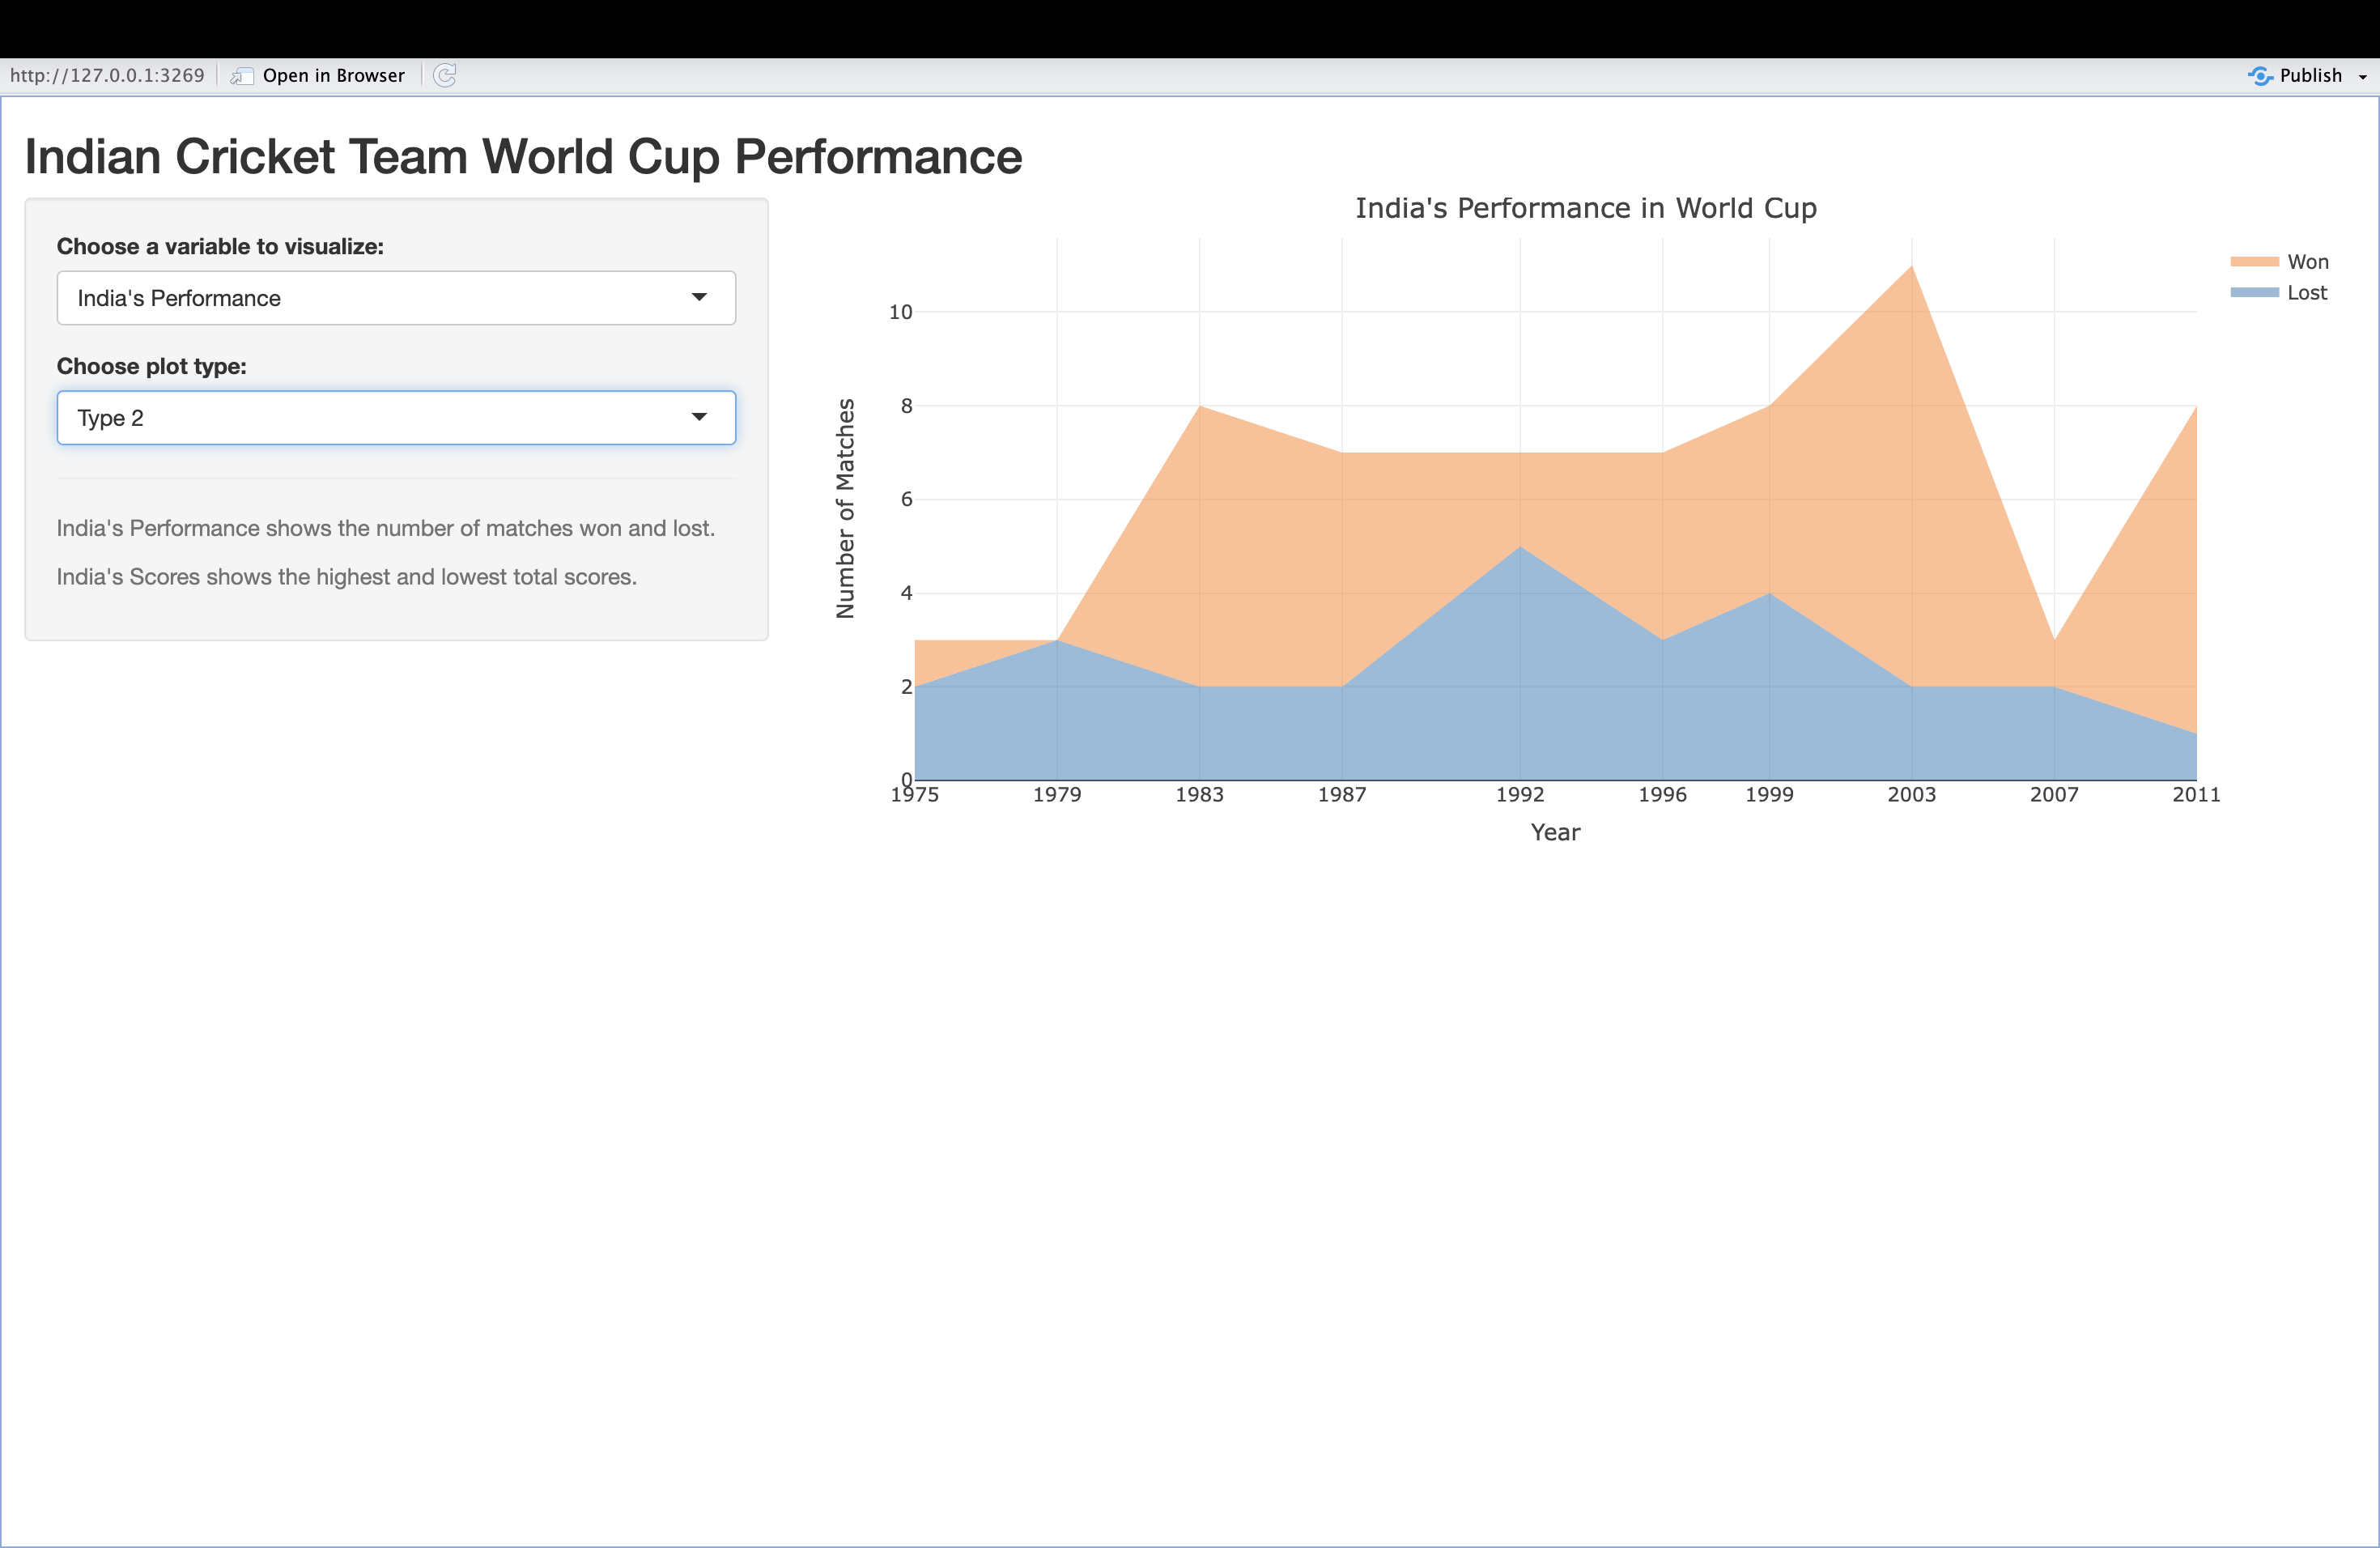 http://127.0.0.1:3269 Open in Browser Publish
Indian Cricket Team World Cup Performance
Choose a variable to visualize:
India's Performance
Choose plot type:
Type 2
India's Performance shows the number of matches won and lost.
India's Scores shows the highest and lowest total scores.
India's Performance in World Cup
Won
Lost
Number of Matches
10
8
6
4
2
0
1975 1979 1983 1987 1992 1996 1999 2003 2007 2011
Year